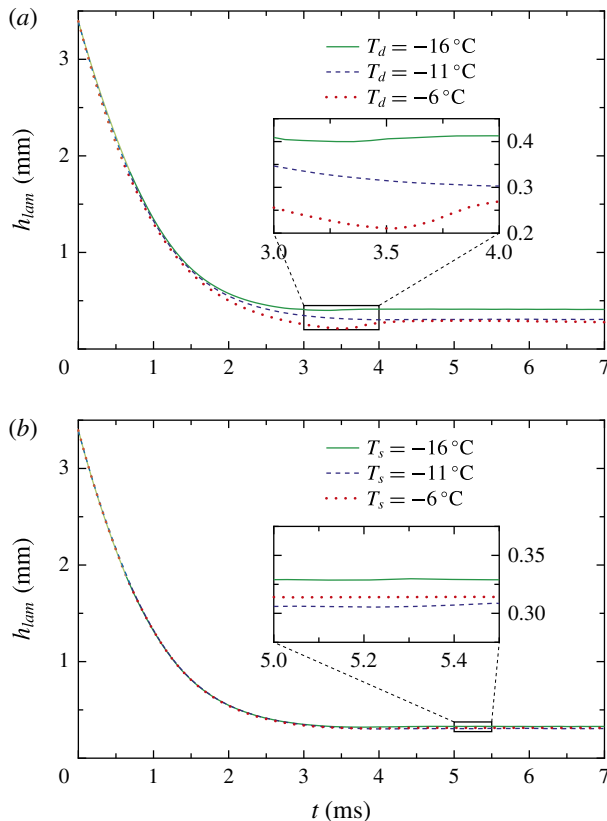 (a)
3
2
1
0
h_lam (mm)
T_d = −16 °C
T_d = −11 °C
T_d = −6 °C
0.4
0.3
0.2
3.0 3.5 4.0
1 2 3 4 5 6 7
(b)
3
2
1
0
h_lam (mm)
T_s = −16 °C
T_s = −11 °C
T_s = −6 °C
0.35
0.30
5.0 5.2 5.4
1 2 3 4 5 6 7
t (ms)